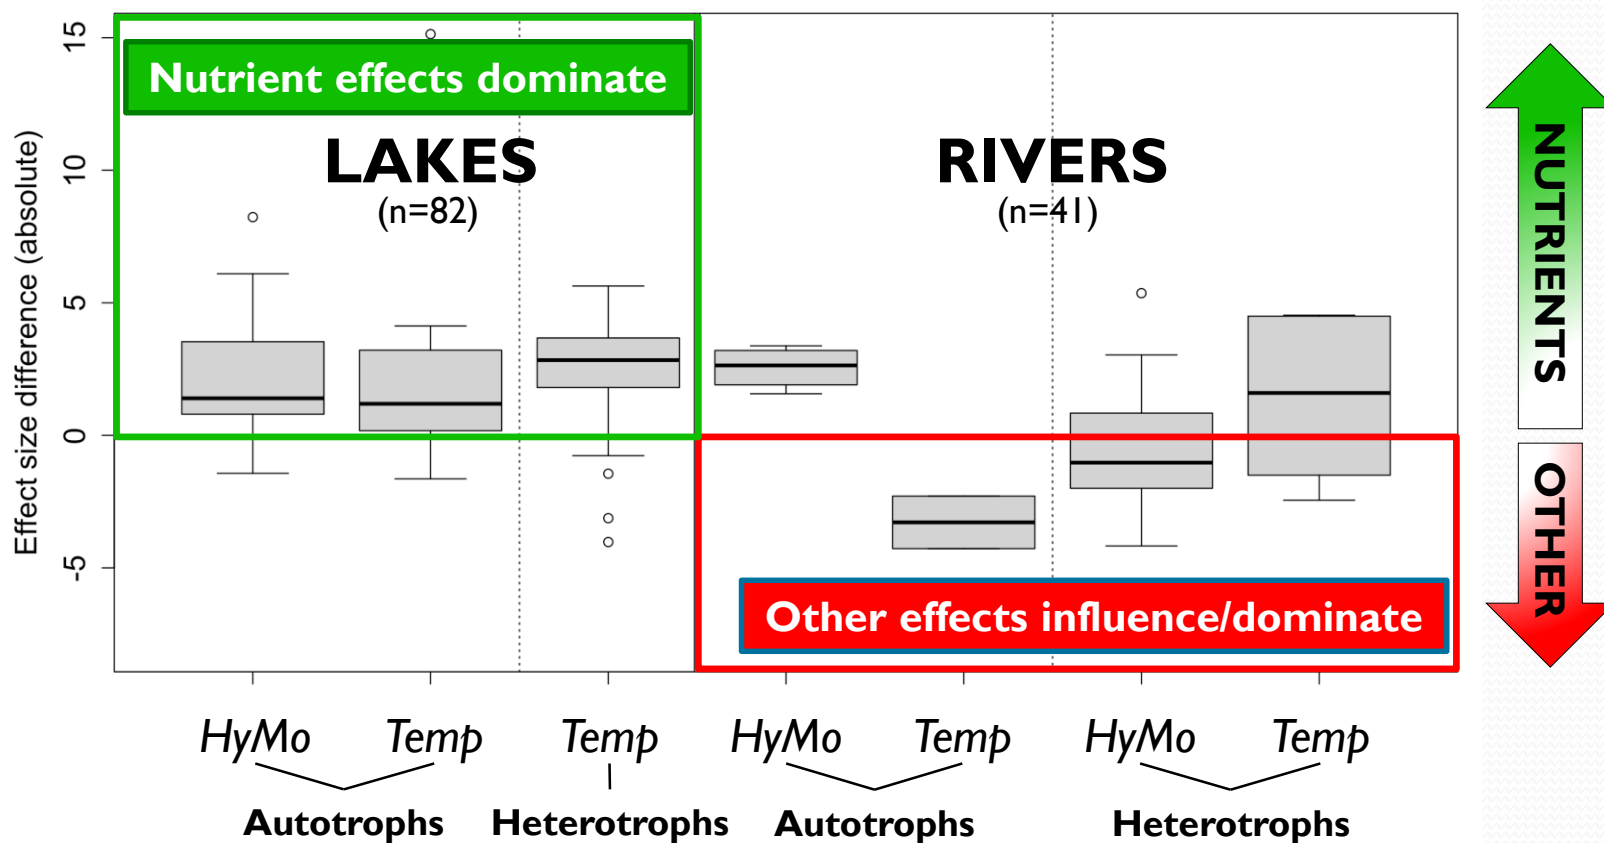 Nutrient effects dominate
LAKES
(n=82)
RIVERS
(n=41)
Effect size difference (absolute)
15
10
5
0
-5
Other effects influence/dominate
NUTRIENTS
OTHER
HyMo Temp Temp HyMo Temp HyMo Temp
Autotrophs Heterotrophs Autotrophs Heterotrophs